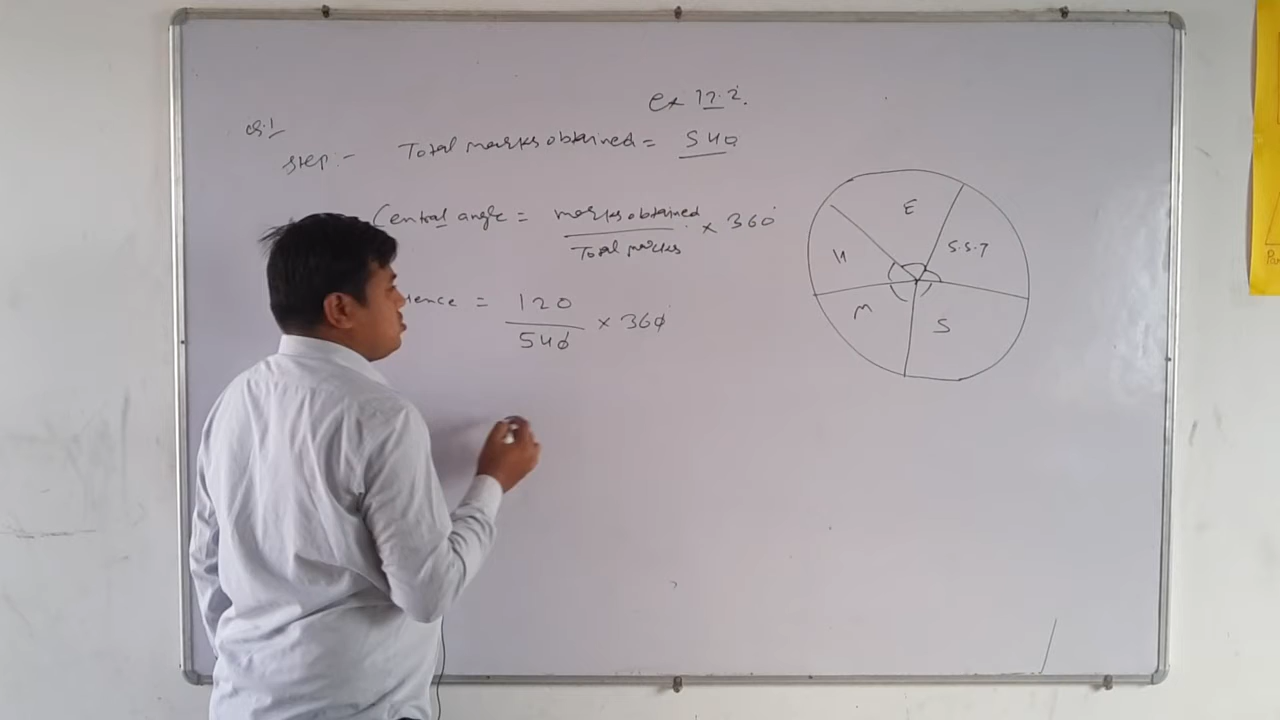 Ex 12.2.
Q.1
Step:- Total marks obtained = 540
Central angle = marks obtained / Total marks × 360°
ience = 120 / 540 × 360
E
S.S.T
H
M
S